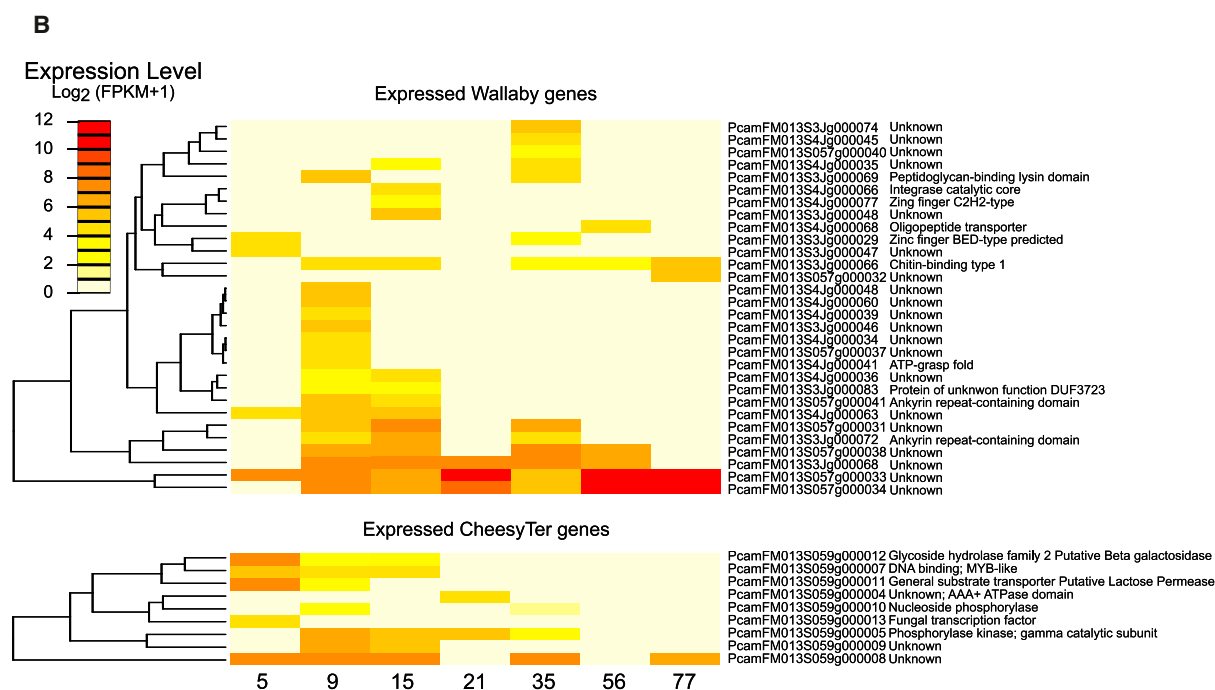 B
Expression Level
Log2 (FPKM+1)
12
10
8
6
4
2
0
Expressed Wallaby genes
PcamFM013S3Jg000074 Unknown
PcamFM013S4Jg000045 Unknown
PcamFM013S057g000040 Unknown
PcamFM013S4Jg000035 Unknown
PcamFM013S3Jg000069 Peptidoglycan-binding lysin domain
PcamFM013S4Jg000066 Integrase catalytic core
PcamFM013S4Jg000077 Zing finger C2H2-type
PcamFM013S3Jg000048 Unknown
PcamFM013S4Jg000068 Oligopeptide transporter
PcamFM013S3Jg000029 Zinc finger BED-type predicted
PcamFM013S3Jg000047 Unknown
PcamFM013S3Jg000066 Chitin-binding type 1
PcamFM013S057g000032 Unknown
PcamFM013S4Jg000048 Unknown
PcamFM013S4Jg000060 Unknown
PcamFM013S4Jg000039 Unknown
PcamFM013S3Jg000046 Unknown
PcamFM013S4Jg000034 Unknown
PcamFM013S057g000037 Unknown
PcamFM013S4Jg000041 ATP-grasp fold
PcamFM013S4Jg000036 Unknown
PcamFM013S3Jg000083 Protein of unknwon function DUF3723
PcamFM013S057g000041 Ankyrin repeat-containing domain
PcamFM013S4Jg000063 Unknown
PcamFM013S057g000031 Unknown
PcamFM013S3Jg000072 Ankyrin repeat-containing domain
PcamFM013S057g000038 Unknown
PcamFM013S3Jg000068 Unknown
PcamFM013S057g000033 Unknown
PcamFM013S057g000034 Unknown
Expressed CheesyTer genes
PcamFM013S059g000012 Glycoside hydrolase family 2 Putative Beta galactosidase
PcamFM013S059g000007 DNA binding; MYB-like
PcamFM013S059g000011 General substrate transporter Putative Lactose Permease
PcamFM013S059g000004 Unknown; AAA+ ATPase domain
PcamFM013S059g000010 Nucleoside phosphorylase
PcamFM013S059g000013 Fungal transcription factor
PcamFM013S059g000005 Phosphorylase kinase; gamma catalytic subunit
PcamFM013S059g000009 Unknown
PcamFM013S059g000008 Unknown
5 9 15 21 35 56 77